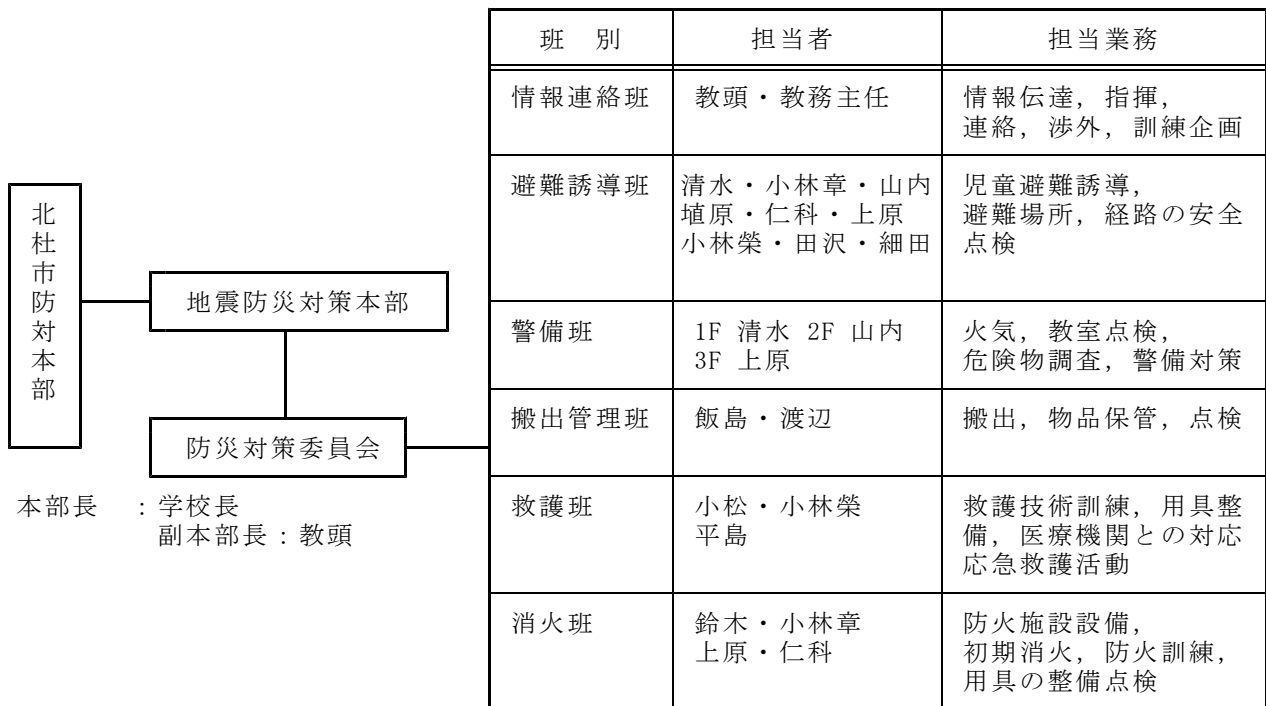 北杜市防対本部
地震防災対策本部
防災対策委員会
本部長 :学校長
副本部長:教頭
班 別 担当者 担当業務
情報連絡班 教頭・教務主任 情報伝達, 指揮,
連絡, 渉外, 訓練企画
避難誘導班 清水・小林章・山内 児童避難誘導,
埴原・仁科・上原 避難場所, 経路の安全
小林榮・田沢・細田 点検
警備班 1F 清水 2F 山内 火気, 教室点検,
3F 上原 危険物調査, 警備対策
搬出管理班 飯島・渡辺 搬出, 物品保管, 点検
救護班 小松・小林榮 救護技術訓練, 用具整
平島 備, 医療機関との対応
応急救護活動
消火班 鈴木・小林章 防火施設設備,
上原・仁科 初期消火, 防火訓練,
用具の整備点検